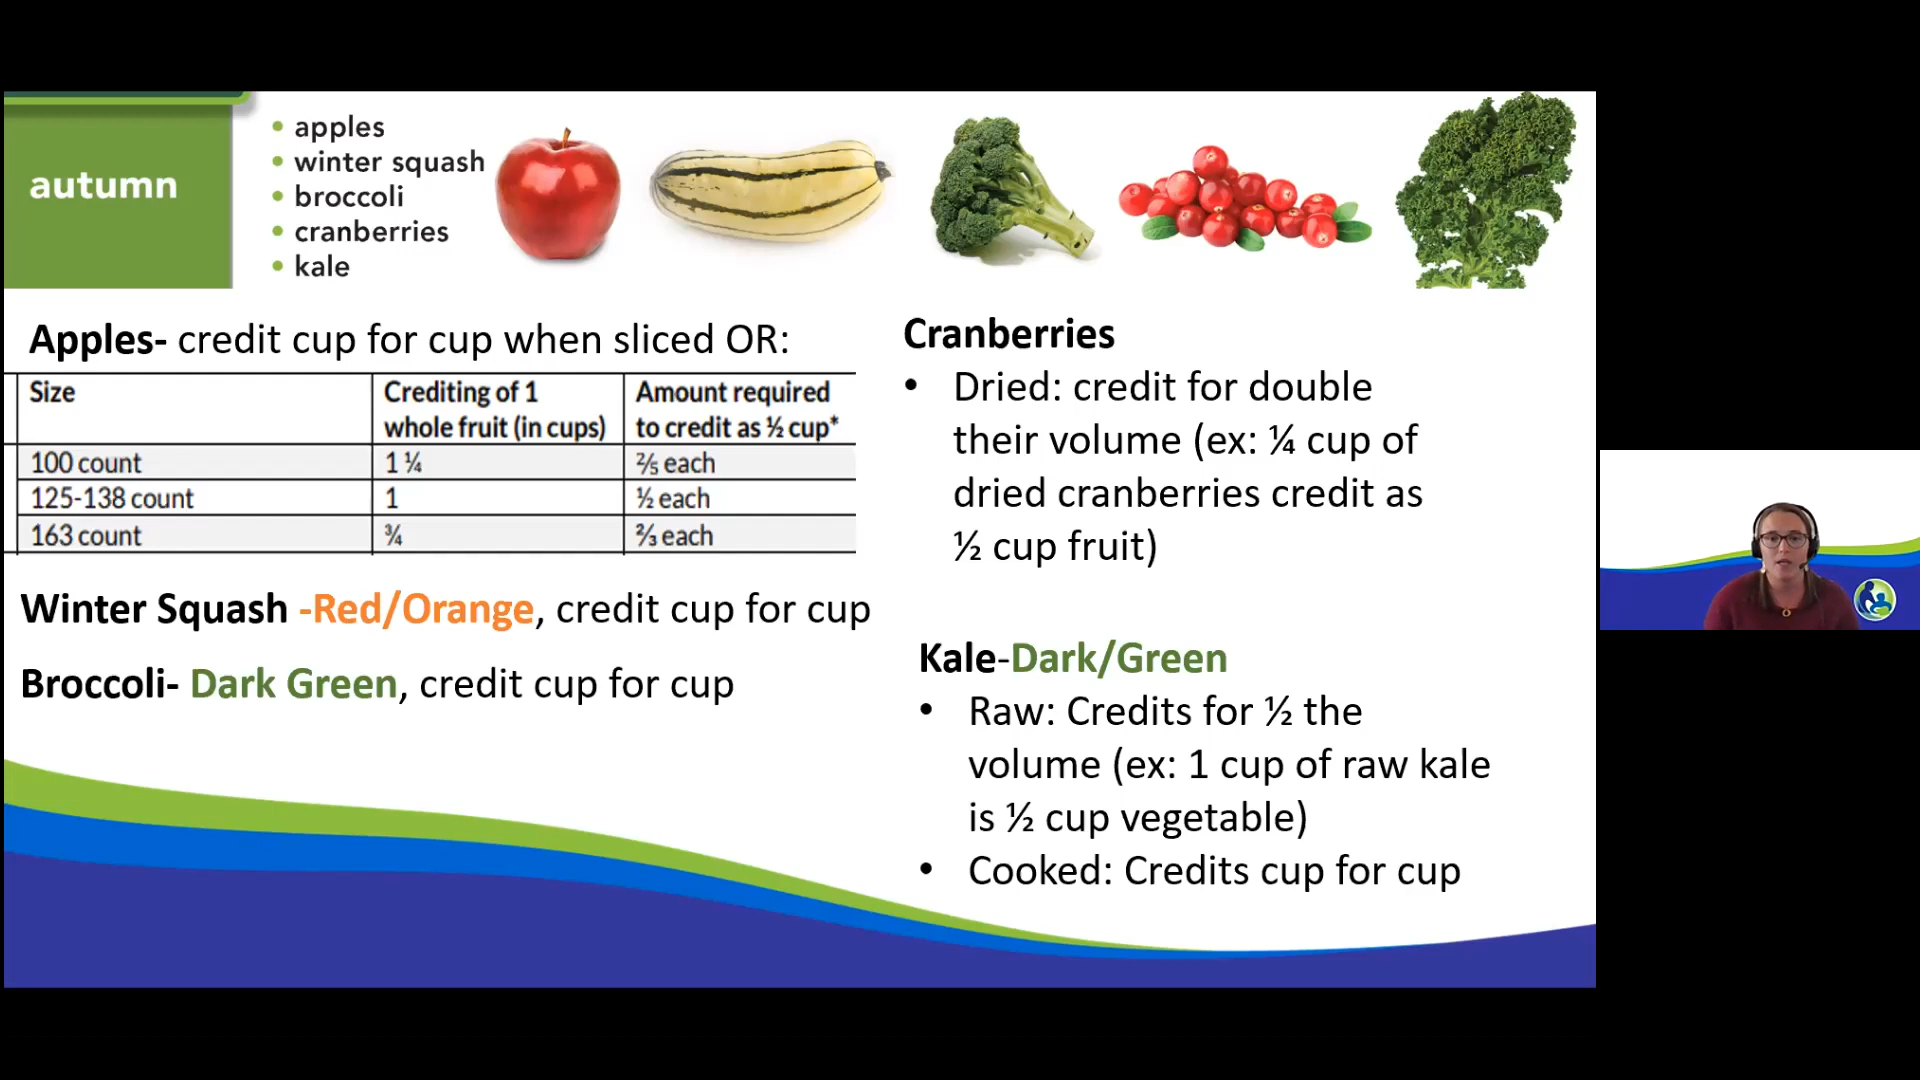 autumn
• apples
• winter squash
• broccoli
• cranberries
• kale
Apples- credit cup for cup when sliced OR:
Size | Crediting of 1 whole fruit (in cups) | Amount required to credit as ½ cup*
100 count | 1 ¼ | ⅖ each
125-138 count | 1 | ½ each
163 count | ¾ | ⅔ each
Winter Squash -Red/Orange, credit cup for cup
Broccoli- Dark Green, credit cup for cup
Cranberries
• Dried: credit for double
their volume (ex: ¼ cup of
dried cranberries credit as
½ cup fruit)
Kale-Dark/Green
• Raw: Credits for ½ the
volume (ex: 1 cup of raw kale
is ½ cup vegetable)
• Cooked: Credits cup for cup